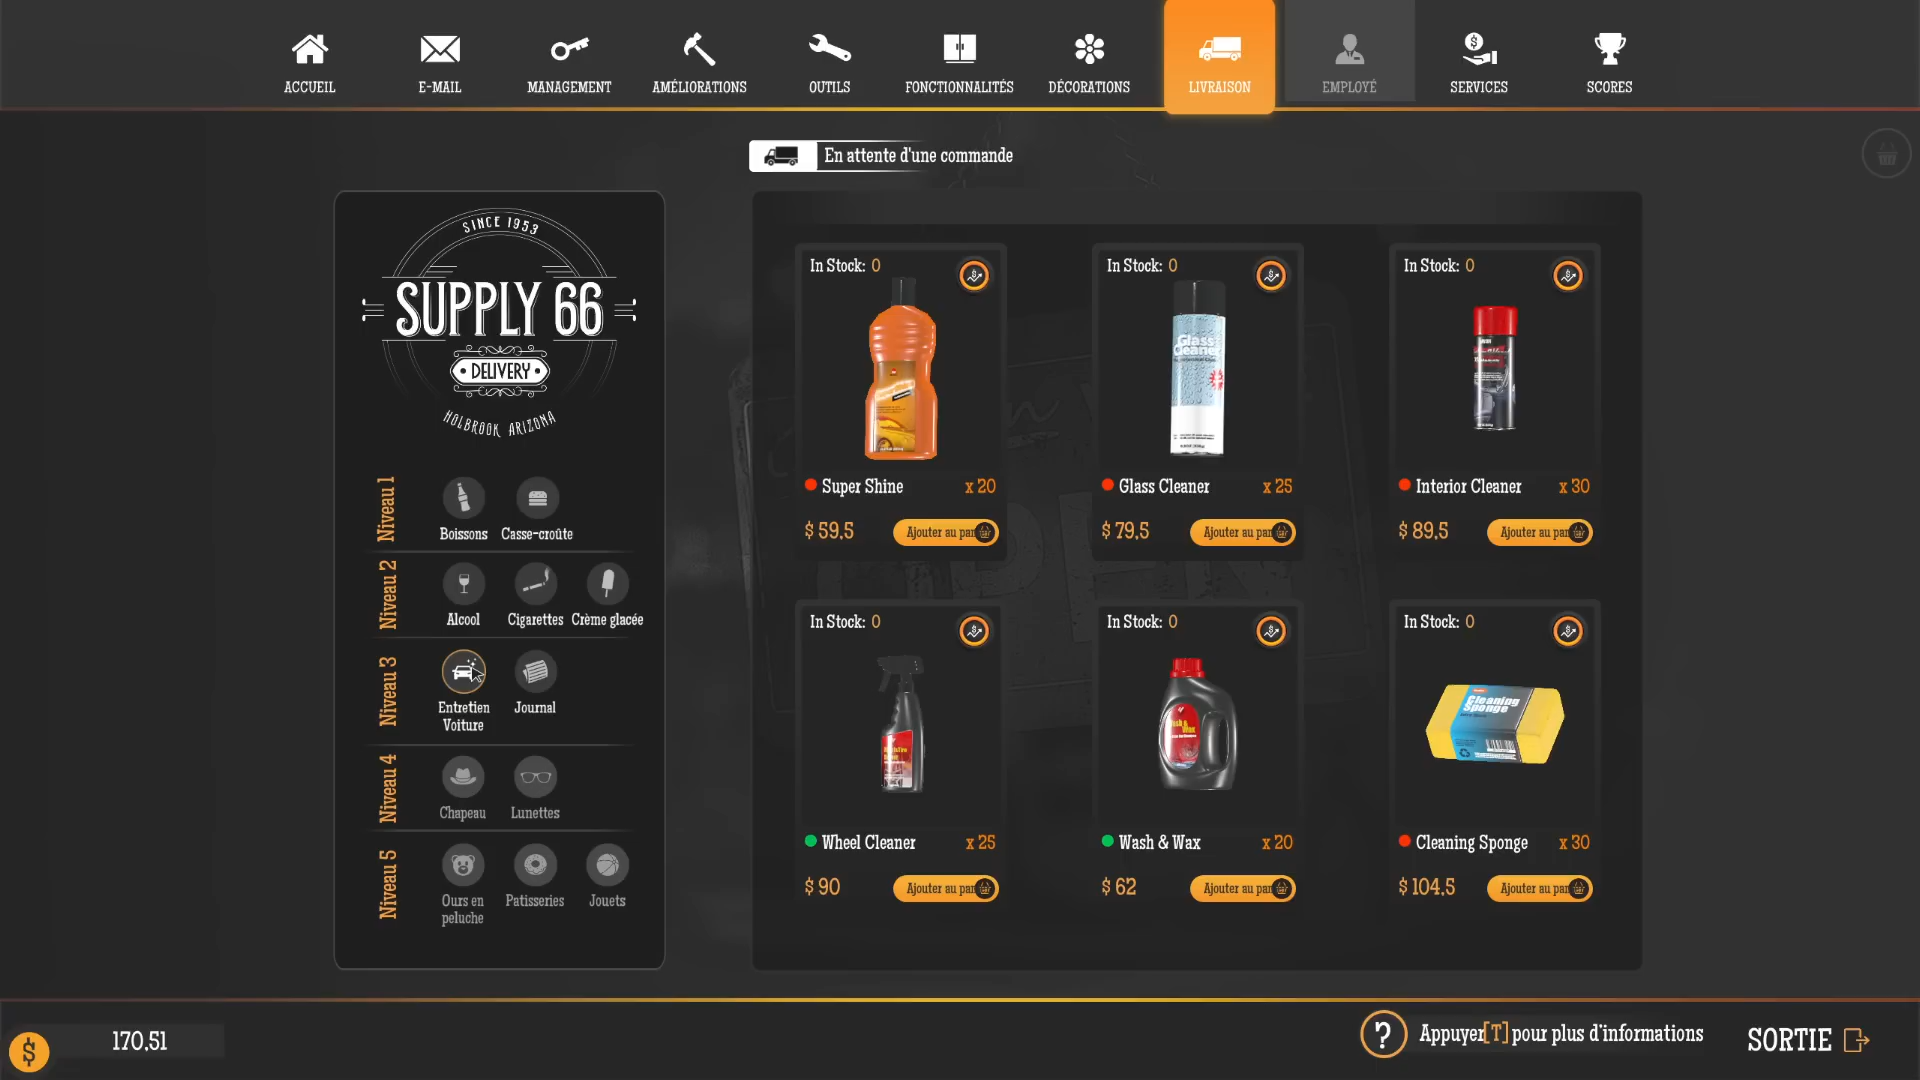 ACCUEIL
E-MAIL
MANAGEMENT
AMÉLIORATIONS
OUTILS
FONCTIONNALITÉS
DÉCORATIONS
LIVRAISON
EMPLOYÉ
SERVICES
SCORES
En attente d'une commande
SINCE 1953
SUPPLY 66
DELIVERY
HOLBROOK ARIZONA
Niveau 1
Boissons
Casse-croûte
Niveau 2
Alcool
Cigarettes
Crème glacée
Niveau 3
Entretien
Voiture
Journal
Niveau 4
Chapeau
Lunettes
Niveau 5
Ours en
peluche
Patisseries
Jouets
In Stock: 0
Super Shine x 20
$ 59,5
Ajouter au pan
In Stock: 0
Glass
Cleaner
Glass Cleaner x 25
$ 79,5
Ajouter au pan
In Stock: 0
Interior Cleaner x 30
$ 89,5
Ajouter au pan
In Stock: 0
Wheel Cleaner x 25
$ 90
Ajouter au pan
In Stock: 0
Wash & Wax x 20
$ 62
Ajouter au pan
In Stock: 0
Cleaning
Sponge
Cleaning Sponge x 30
$ 104,5
Ajouter au pan
170,51
Appuyer[T] pour plus d'informations
SORTIE